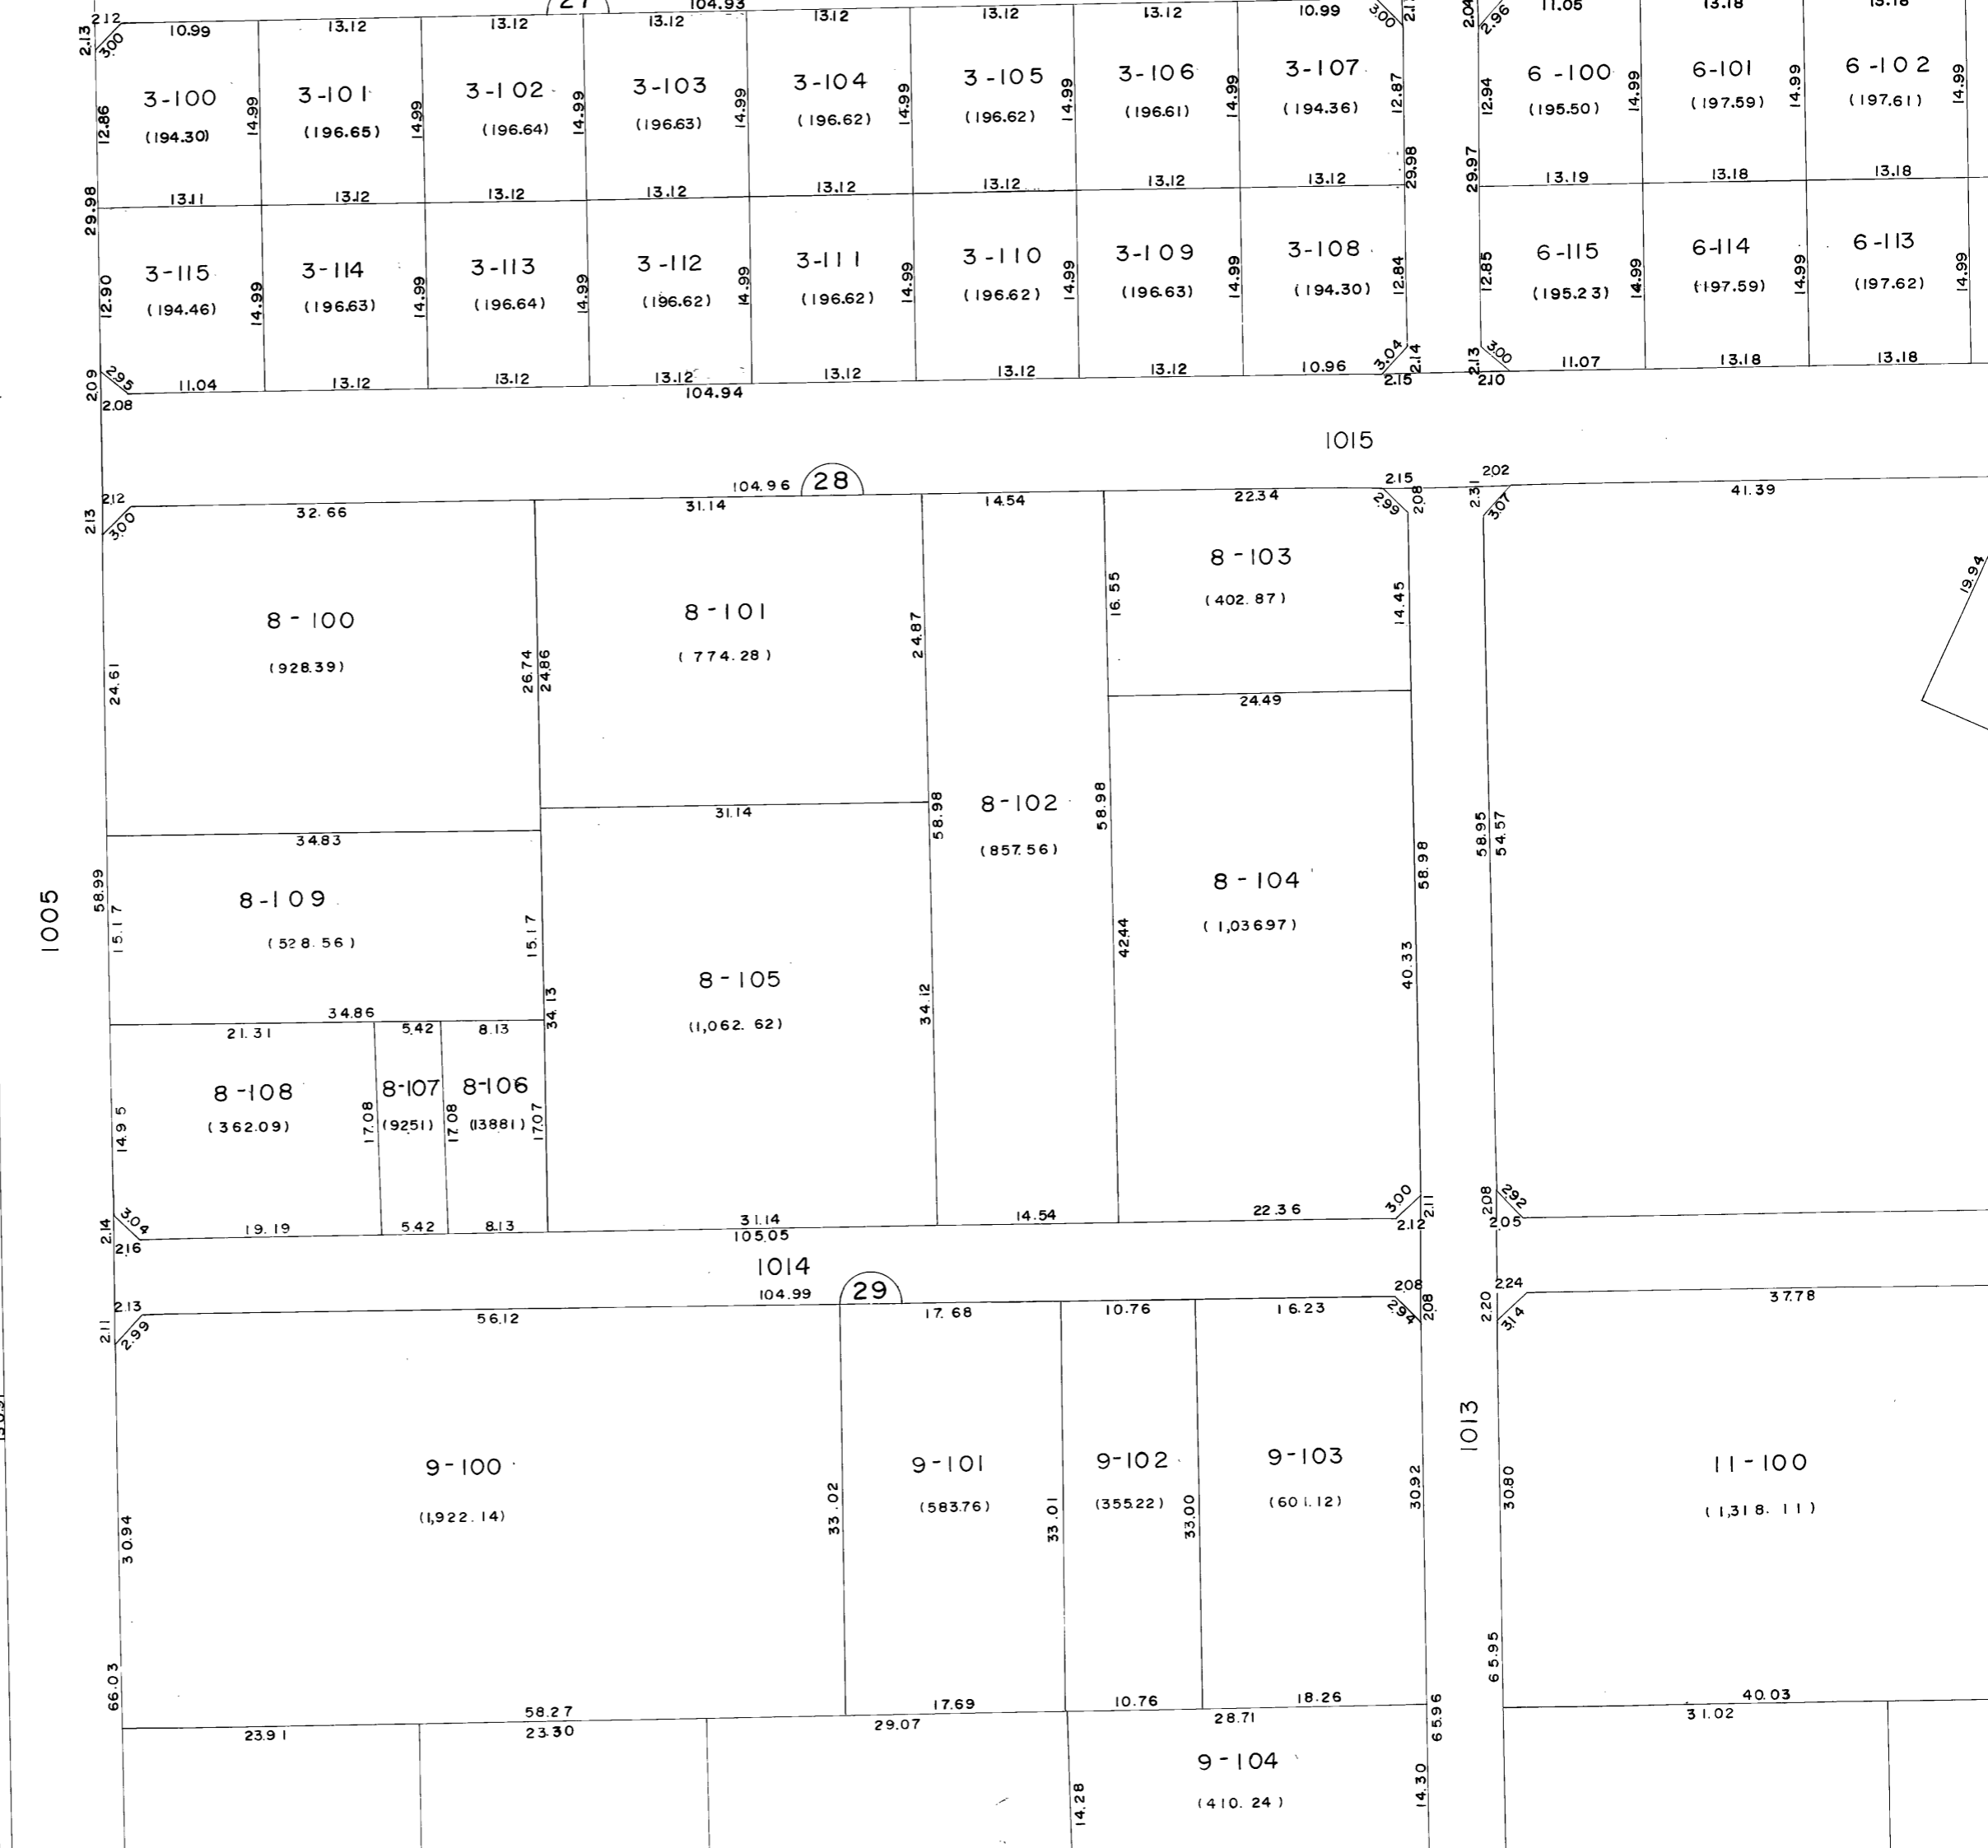 27 104.93
2.12 10.99 13.12 13.12 13.12 13.12 13.12 13.12 10.99 3.00 2.04 2.96 11.05 13.18 13.18
2.13 3.00
3-100 3-101 3-102 3-103 3-104 3-105 3-106 3-107 6-100 6-101 6-102
(194.30) (196.65) (196.64) (196.63) (196.62) (196.62) (196.61) (194.36) (195.50) (197.59) (197.61)
12.86 14.99 14.99 14.99 14.99 14.99 14.99 14.99 12.87 12.94 14.99 14.99 14.99
29.98 13.11 13.12 13.12 13.12 13.12 13.12 13.12 13.12 29.98 29.97 13.19 13.18 13.18
3-115 3-114 3-113 3-112 3-111 3-110 3-109 3-108 6-115 6-114 6-113
(194.46) (196.63) (196.64) (196.62) (196.62) (196.62) (196.63) (194.30) (195.23) (197.59) (197.62)
12.90 14.99 14.99 14.99 14.99 14.99 14.99 14.99 12.84 12.85 14.99 14.99 14.99
2.09 2.95 11.04 13.12 13.12 13.12 13.12 13.12 13.12 10.96 3.04 2.14 2.13 3.00 11.07 13.18 13.18
2.08 104.94 2.15 2.10
1015
104.96 28 2.15 2.02
2.12 32.66 31.14 14.54 22.34 2.99 2.08 2.31 3.07 41.39
2.13 3.00
8-103
(402.87)
16.55 14.45 19.94
8-100 8-101
(928.39) (774.28)
24.61 26.74 24.86 24.87
24.49
31.14 58.98 8-102 58.98
(857.56)
34.83 58.98 58.95 54.57
1005 58.99 8-109 8-104
(528.56) (1,03697)
15.17 15.17 42.44 40.33
8-105
(1,062.62)
34.86 34.13 34.12
21.31 5.42 8.13
8-108 8-107 8-106
(362.09) (9251) (13881)
14.95 17.08 17.08 17.07
2.14 3.04 19.19 5.42 8.13 31.14 14.54 22.36 3.00 2.11 2.08 2.92
2.16 105.05 2.12 2.05
1014
104.99 29 2.08 2.24
2.13 56.12 17.68 10.76 16.23 2.94 2.08 2.20 3.14 37.78
2.11 2.99
1013
9-100 9-101 9-102 9-103 11-100
(1,922.14) (583.76) (355.22) (601.12) (1,318.11)
30.94 33.02 33.01 33.00 30.92 30.80
66.03 58.27 17.69 10.76 18.26 65.96 65.95 40.03
23.91 23.30 29.07 28.71 31.02
9-104
(410.24)
14.28 14.30